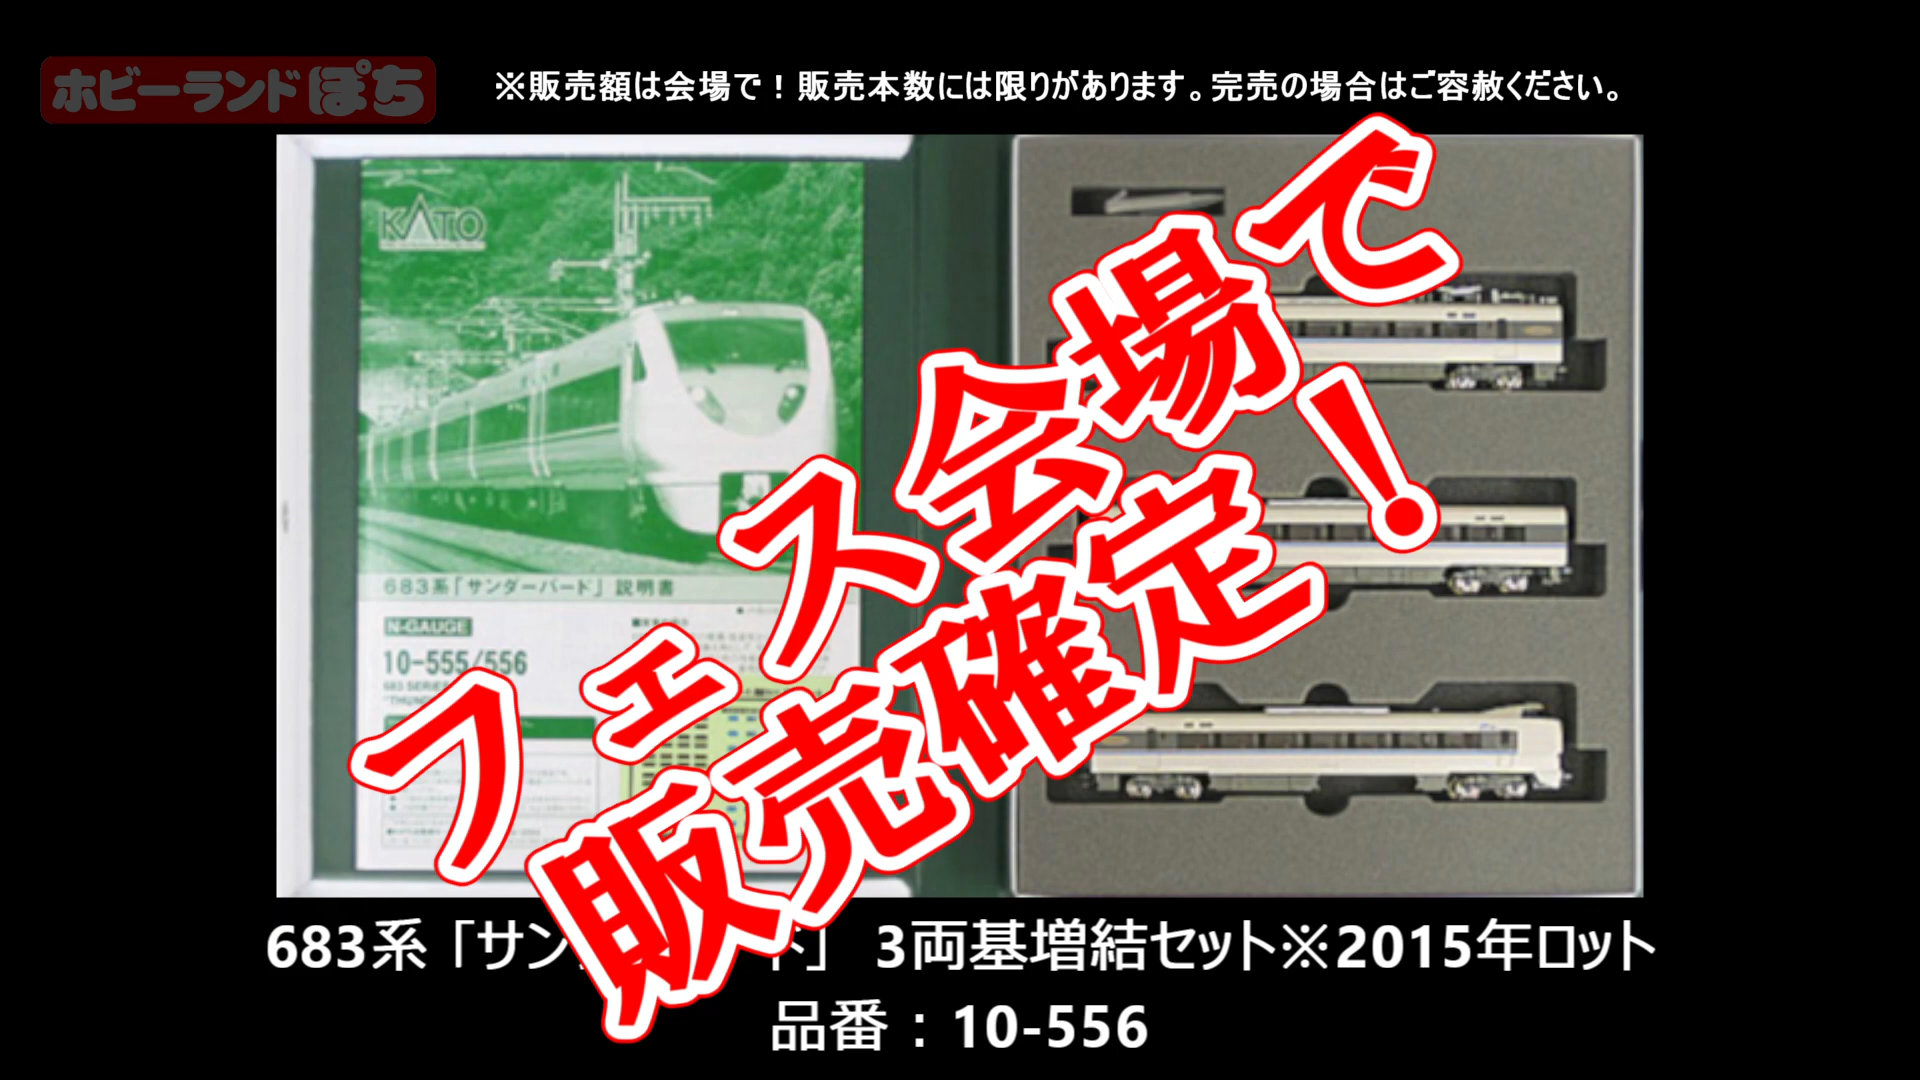 ホビーランドぽち
※販売額は会場で！販売本数には限りがあります。完売の場合はご容赦ください。
KATO
683系「サンダーバード」 説明書
N-GAUGE
10-555/556
フェス会場で
販売確定！
683系「サン ド」 3両基増結セット※2015年ロット
品番：10-556